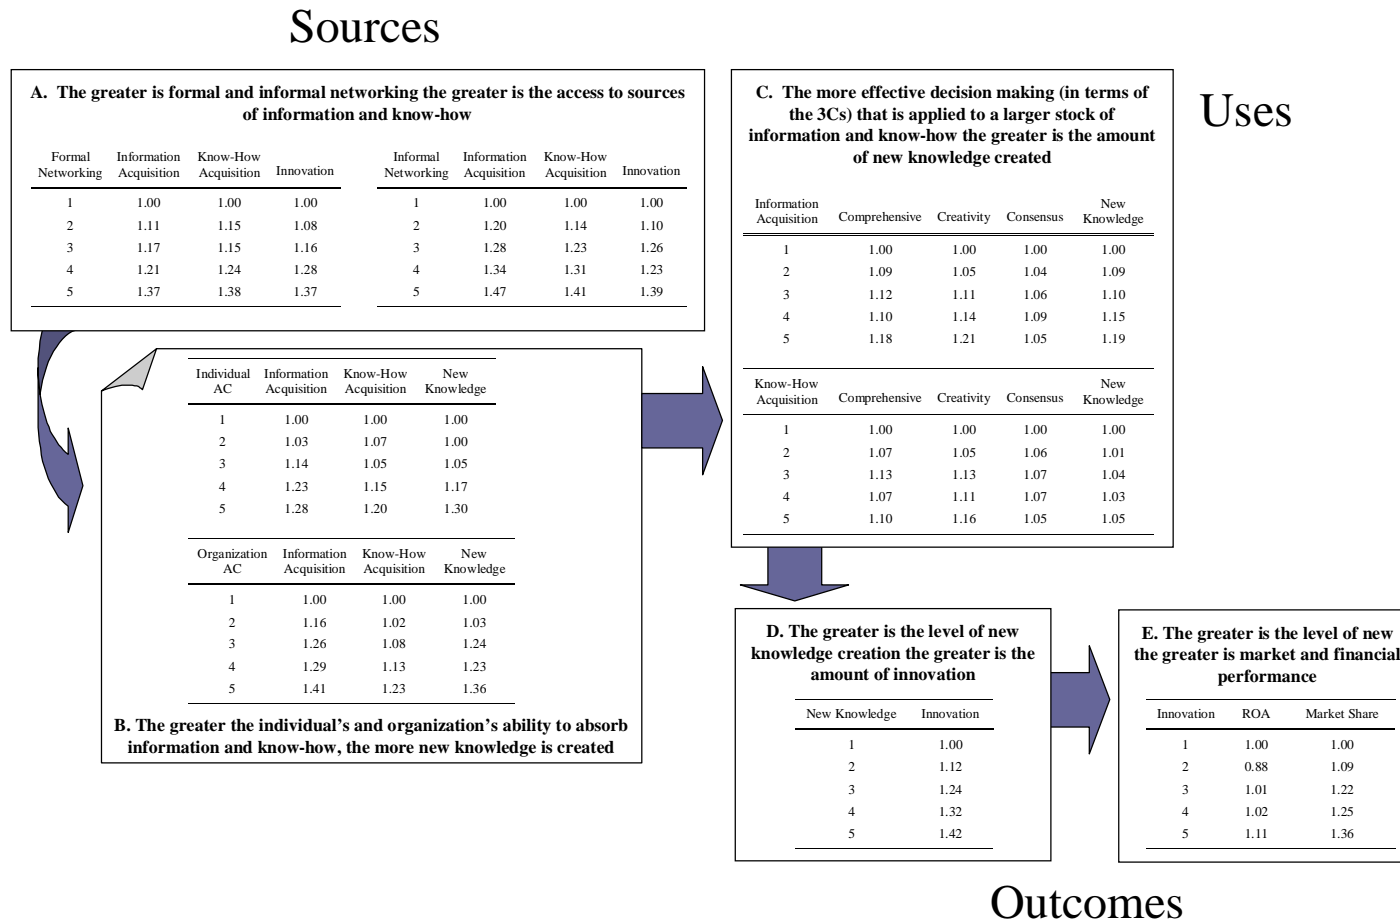 Sources
A. The greater is formal and informal networking the greater is the access to sources
of information and know-how
Formal Information Know-How
Networking Acquisition Acquisition Innovation
1 1.00 1.00 1.00
2 1.11 1.15 1.08
3 1.17 1.15 1.16
4 1.21 1.24 1.28
5 1.37 1.38 1.37
Informal Information Know-How
Networking Acquisition Acquisition Innovation
1 1.00 1.00 1.00
2 1.20 1.14 1.10
3 1.28 1.23 1.26
4 1.34 1.31 1.23
5 1.47 1.41 1.39
Individual Information Know-How New
AC Acquisition Acquisition Knowledge
1 1.00 1.00 1.00
2 1.03 1.07 1.00
3 1.14 1.05 1.05
4 1.23 1.15 1.17
5 1.28 1.20 1.30
Organization Information Know-How New
AC Acquisition Acquisition Knowledge
1 1.00 1.00 1.00
2 1.16 1.02 1.03
3 1.26 1.08 1.24
4 1.29 1.13 1.23
5 1.41 1.23 1.36
B. The greater the individual’s and organization’s ability to absorb
information and know-how, the more new knowledge is created
Uses
C. The more effective decision making (in terms of
the 3Cs) that is applied to a larger stock of
information and know-how the greater is the amount
of new knowledge created
Information New
Acquisition Comprehensive Creativity Consensus Knowledge
1 1.00 1.00 1.00 1.00
2 1.09 1.05 1.04 1.09
3 1.12 1.11 1.06 1.10
4 1.10 1.14 1.09 1.15
5 1.18 1.21 1.05 1.19
Know-How New
Acquisition Comprehensive Creativity Consensus Knowledge
1 1.00 1.00 1.00 1.00
2 1.07 1.05 1.06 1.01
3 1.13 1.13 1.07 1.04
4 1.07 1.11 1.07 1.03
5 1.10 1.16 1.05 1.05
D. The greater is the level of new
knowledge creation the greater is the
amount of innovation
New Knowledge Innovation
1 1.00
2 1.12
3 1.24
4 1.32
5 1.42
E. The greater is the level of new
the greater is market and financial
performance
Innovation ROA Market Share
1 1.00 1.00
2 0.88 1.09
3 1.01 1.22
4 1.02 1.25
5 1.11 1.36
Outcomes